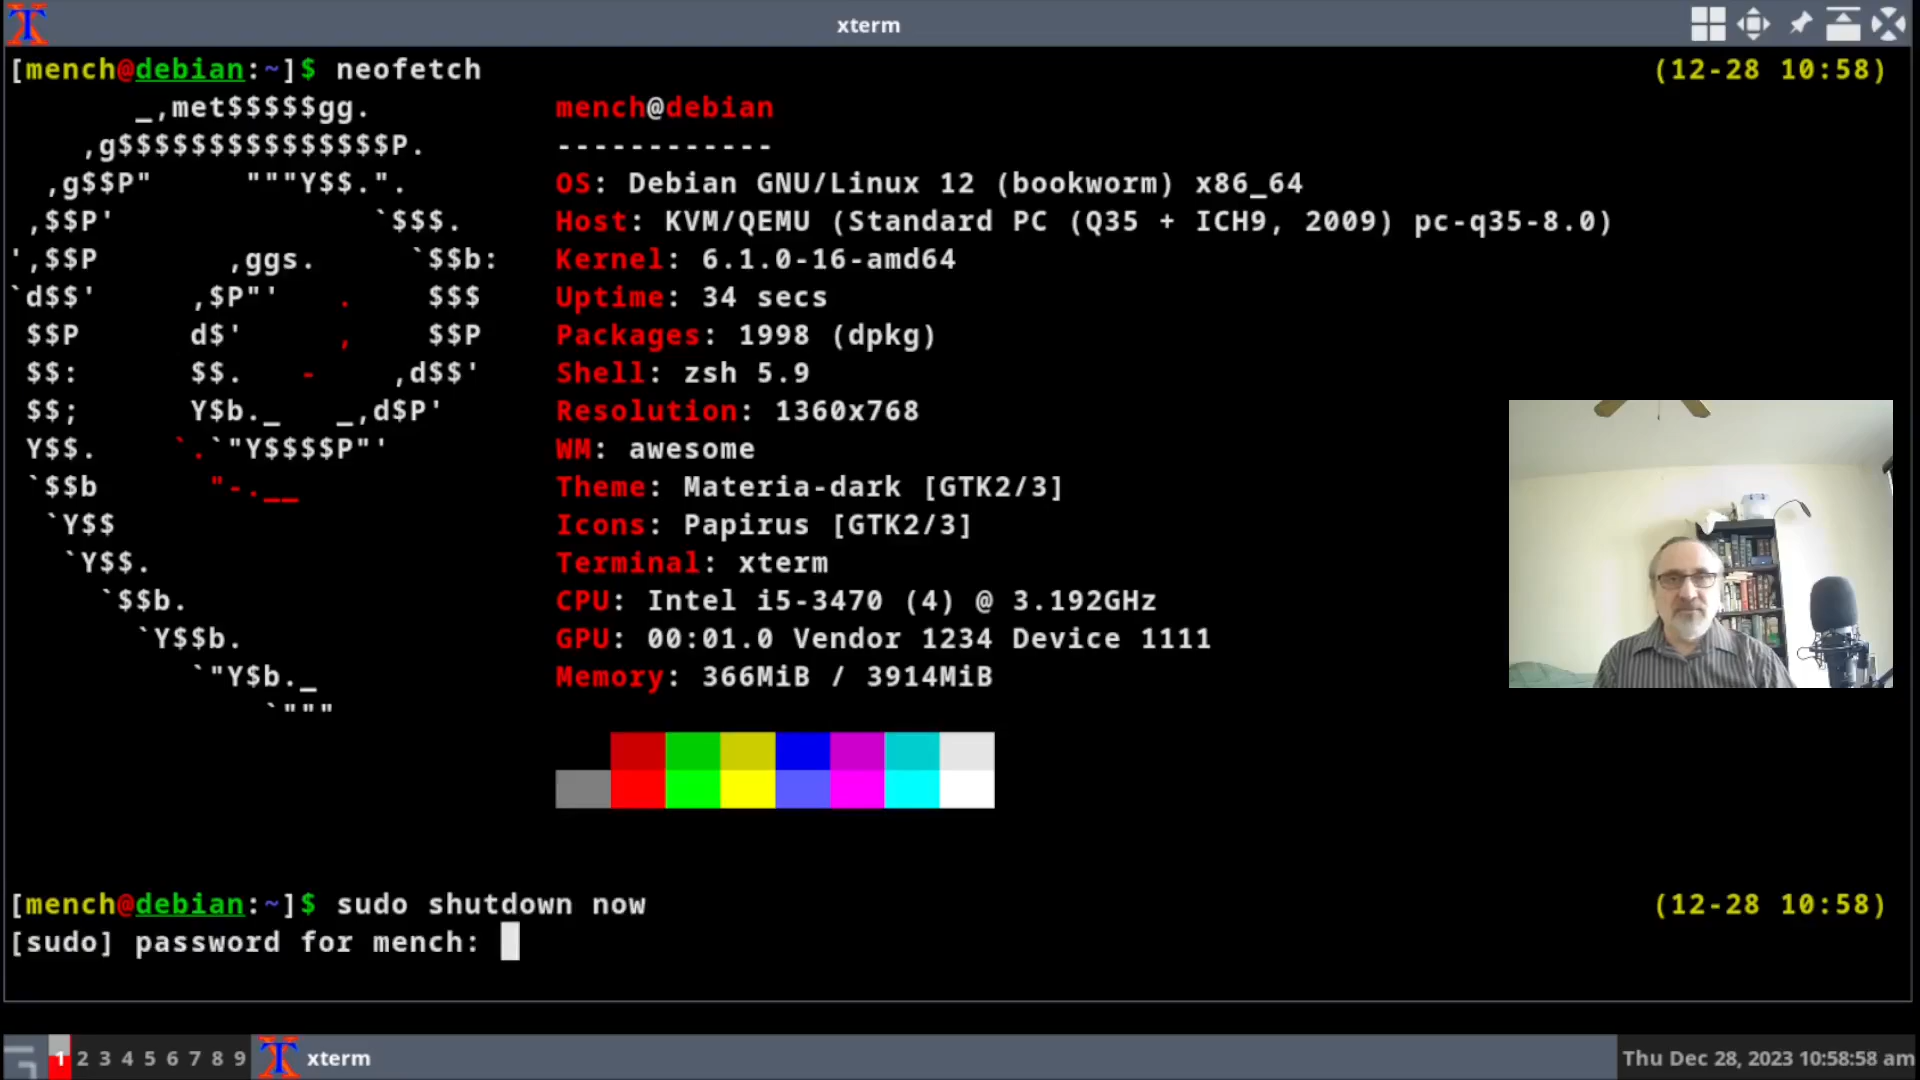 xterm
[mench@debian:~]$ neofetch (12-28 10:58)
_,met$$$$$gg. mench@debian
,g$$$$$$$$$$$$$$$P. ------------
,g$$P" """Y$$.". OS: Debian GNU/Linux 12 (bookworm) x86_64
,$$P' `$$$. Host: KVM/QEMU (Standard PC (Q35 + ICH9, 2009) pc-q35-8.0)
',$$P ,ggs. `$$b: Kernel: 6.1.0-16-amd64
`d$$' ,$P"' . $$$ Uptime: 34 secs
$$P d$' , $$P Packages: 1998 (dpkg)
$$: $$. - ,d$$' Shell: zsh 5.9
$$; Y$b._ _,d$P' Resolution: 1360x768
Y$$. `.`"Y$$$$P"' WM: awesome
`$$b "-.__ Theme: Materia-dark [GTK2/3]
`Y$$ Icons: Papirus [GTK2/3]
`Y$$. Terminal: xterm
`$$b. CPU: Intel i5-3470 (4) @ 3.192GHz
`Y$$b. GPU: 00:01.0 Vendor 1234 Device 1111
`"Y$b._ Memory: 366MiB / 3914MiB
`"""
[mench@debian:~]$ sudo shutdown now (12-28 10:58)
[sudo] password for mench:
1 2 3 4 5 6 7 8 9 xterm Thu Dec 28, 2023 10:58:58 am